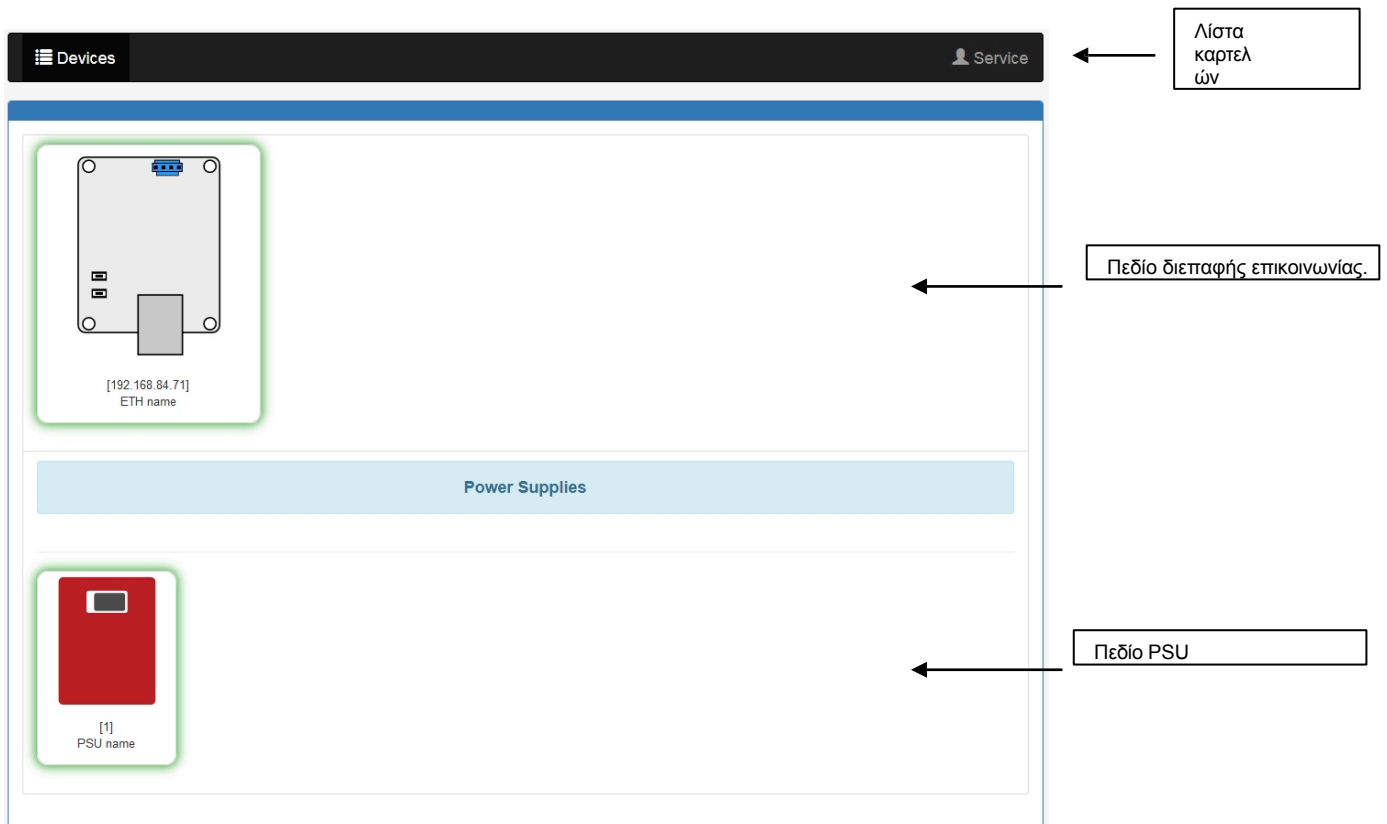 Devices
Service
Λίστα
καρτελ
ών
[192.168.84.71]
ETH name
Πεδίο διεπαφής επικοινωνίας.
Power Supplies
[1]
PSU name
Πεδίο PSU